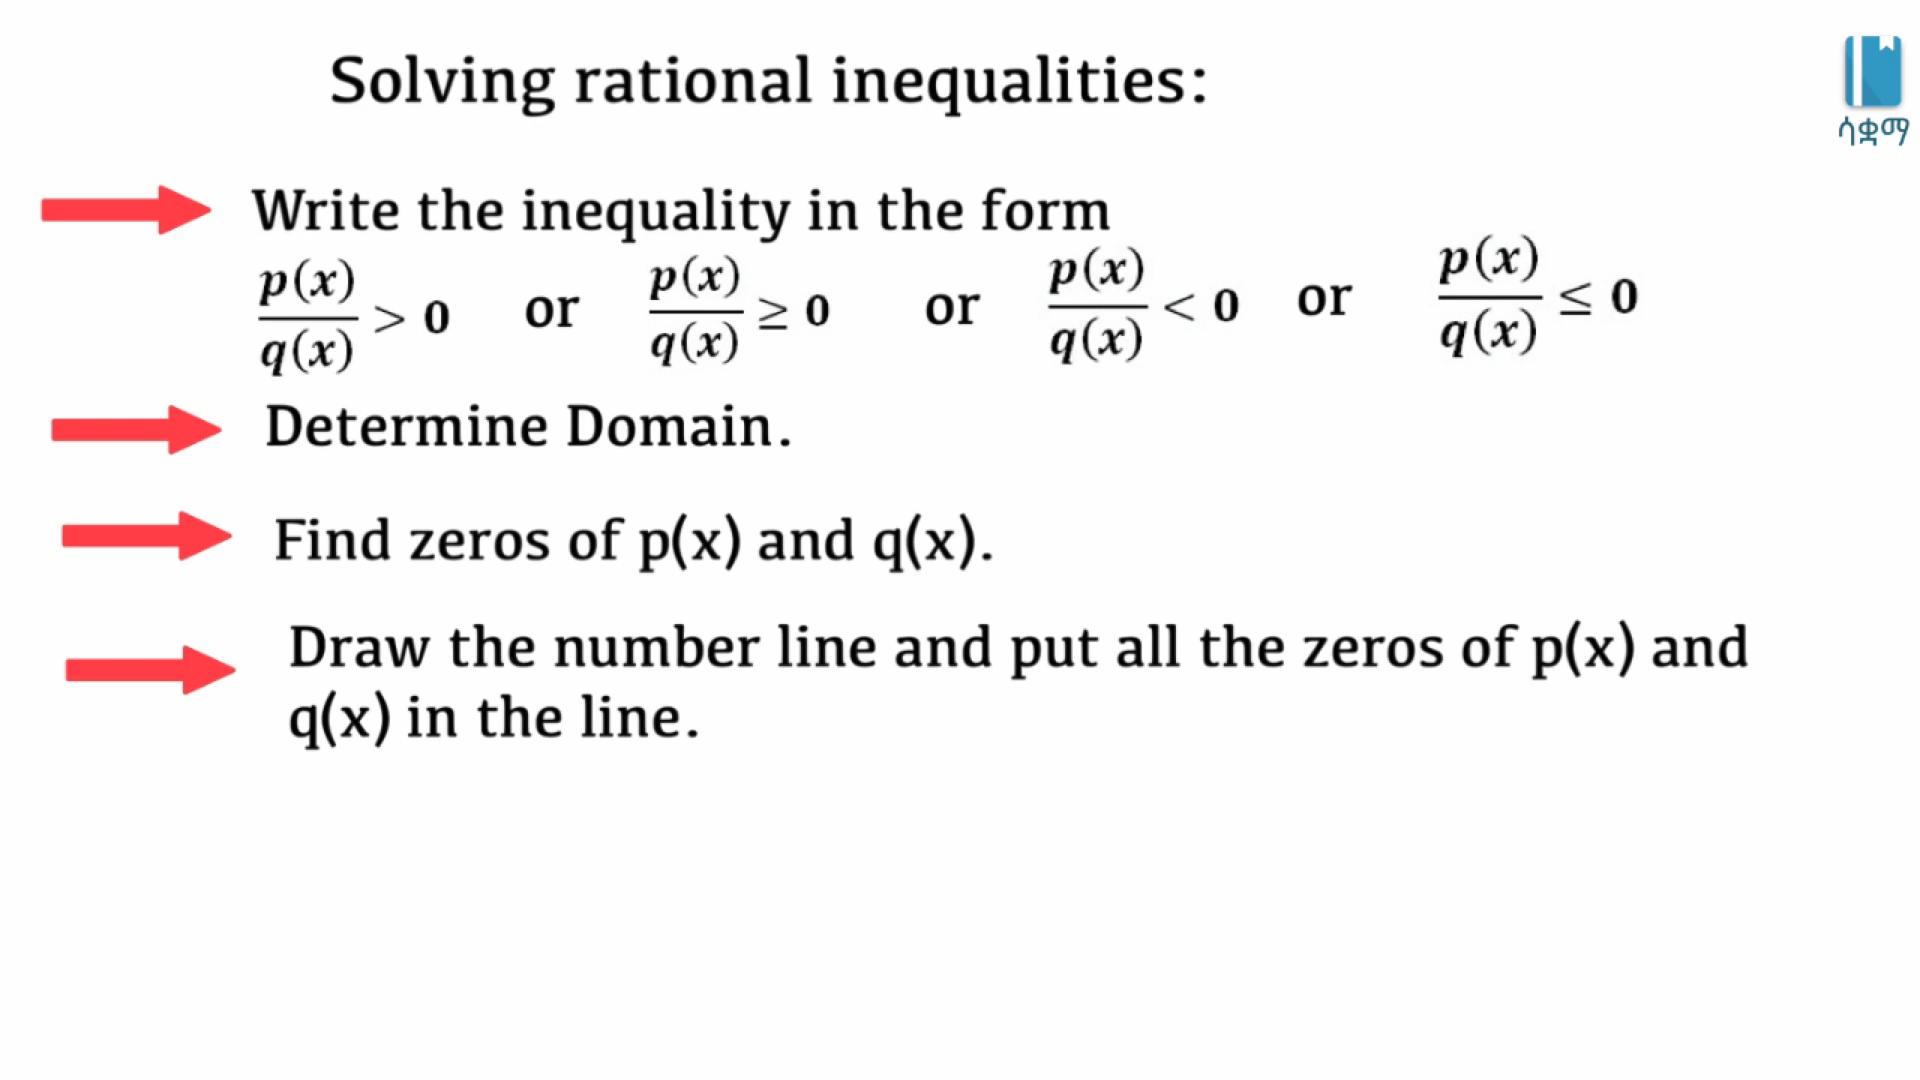 Solving rational inequalities:
ሳቋማ
Write the inequality in the form
p(x)/q(x) > 0 or p(x)/q(x) ≥ 0 or p(x)/q(x) < 0 or p(x)/q(x) ≤ 0
Determine Domain.
Find zeros of p(x) and q(x).
Draw the number line and put all the zeros of p(x) and
q(x) in the line.